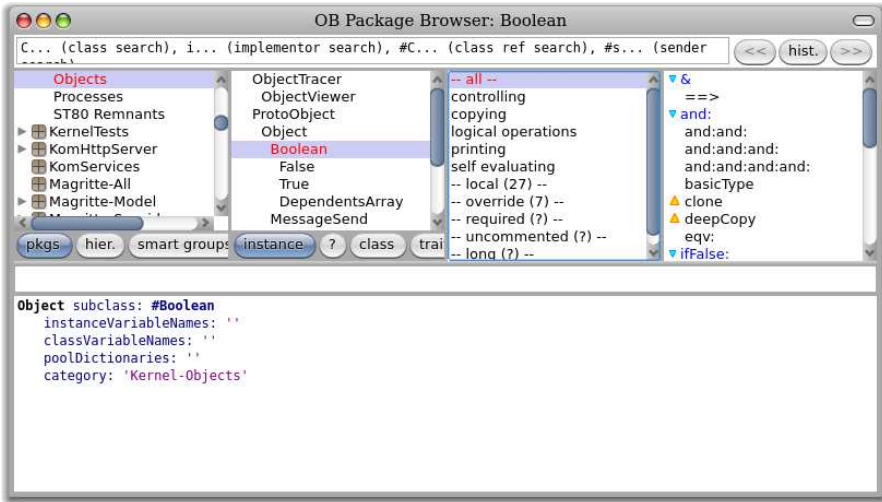 OB Package Browser: Boolean
C... (class search), i... (implementor search), #C... (class ref search), #s... (sender
<< hist. >>
Objects
Processes
ST80 Remnants
KernelTests
KomHttpServer
KomServices
Magritte-All
Magritte-Model
ObjectTracer
ObjectViewer
ProtoObject
Object
Boolean
False
True
DependentsArray
MessageSend
-- all --
controlling
copying
logical operations
printing
self evaluating
-- local (27) --
-- override (7) --
-- required (?) --
-- uncommented (?) --
-- long (?) --
&
==>
and:
and:and:
and:and:and:
and:and:and:and:
basicType
clone
deepCopy
eqv:
ifFalse:
pkgs hier. smart groups instance ? class trai
Object subclass: #Boolean
instanceVariableNames: ''
classVariableNames: ''
poolDictionaries: ''
category: 'Kernel-Objects'